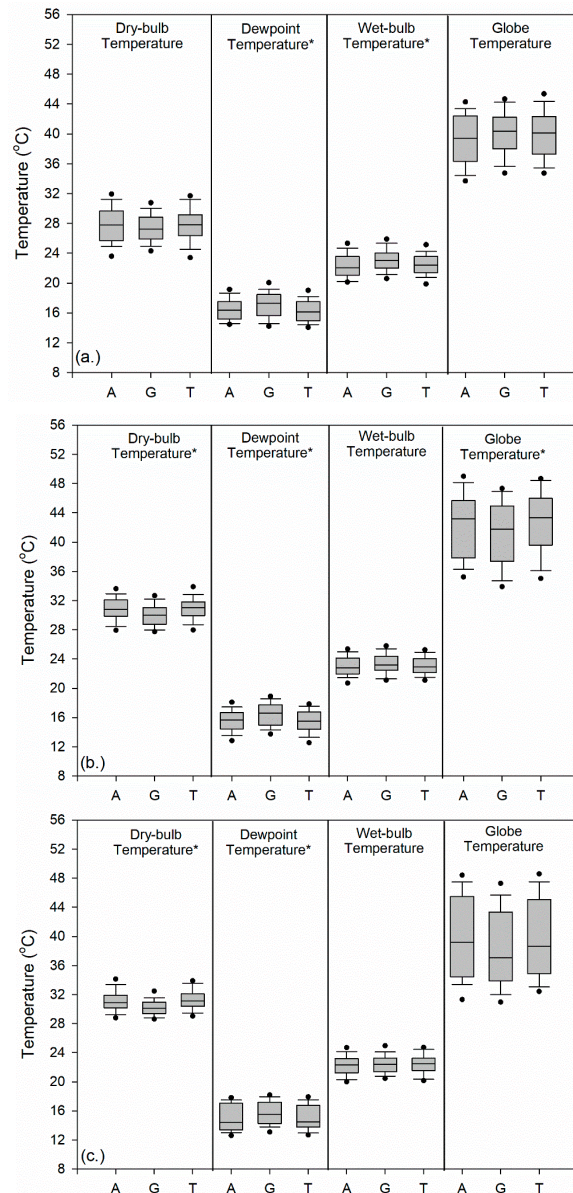 56
52
48
44
40
36
32
28
24
20
16
12
8
Temperature (°C)
Dry-bulb
Temperature
Dewpoint
Temperature*
Wet-bulb
Temperature*
Globe
Temperature
(a.)
A G T A G T A G T A G T
56
52
48
44
40
36
32
28
24
20
16
12
8
Temperature (°C)
Dry-bulb
Temperature*
Dewpoint
Temperature*
Wet-bulb
Temperature
Globe
Temperature*
(b.)
A G T A G T A G T A G T
56
52
48
44
40
36
32
28
24
20
16
12
8
Temperature (°C)
Dry-bulb
Temperature*
Dewpoint
Temperature*
Wet-bulb
Temperature
Globe
Temperature
(c.)
A G T A G T A G T A G T